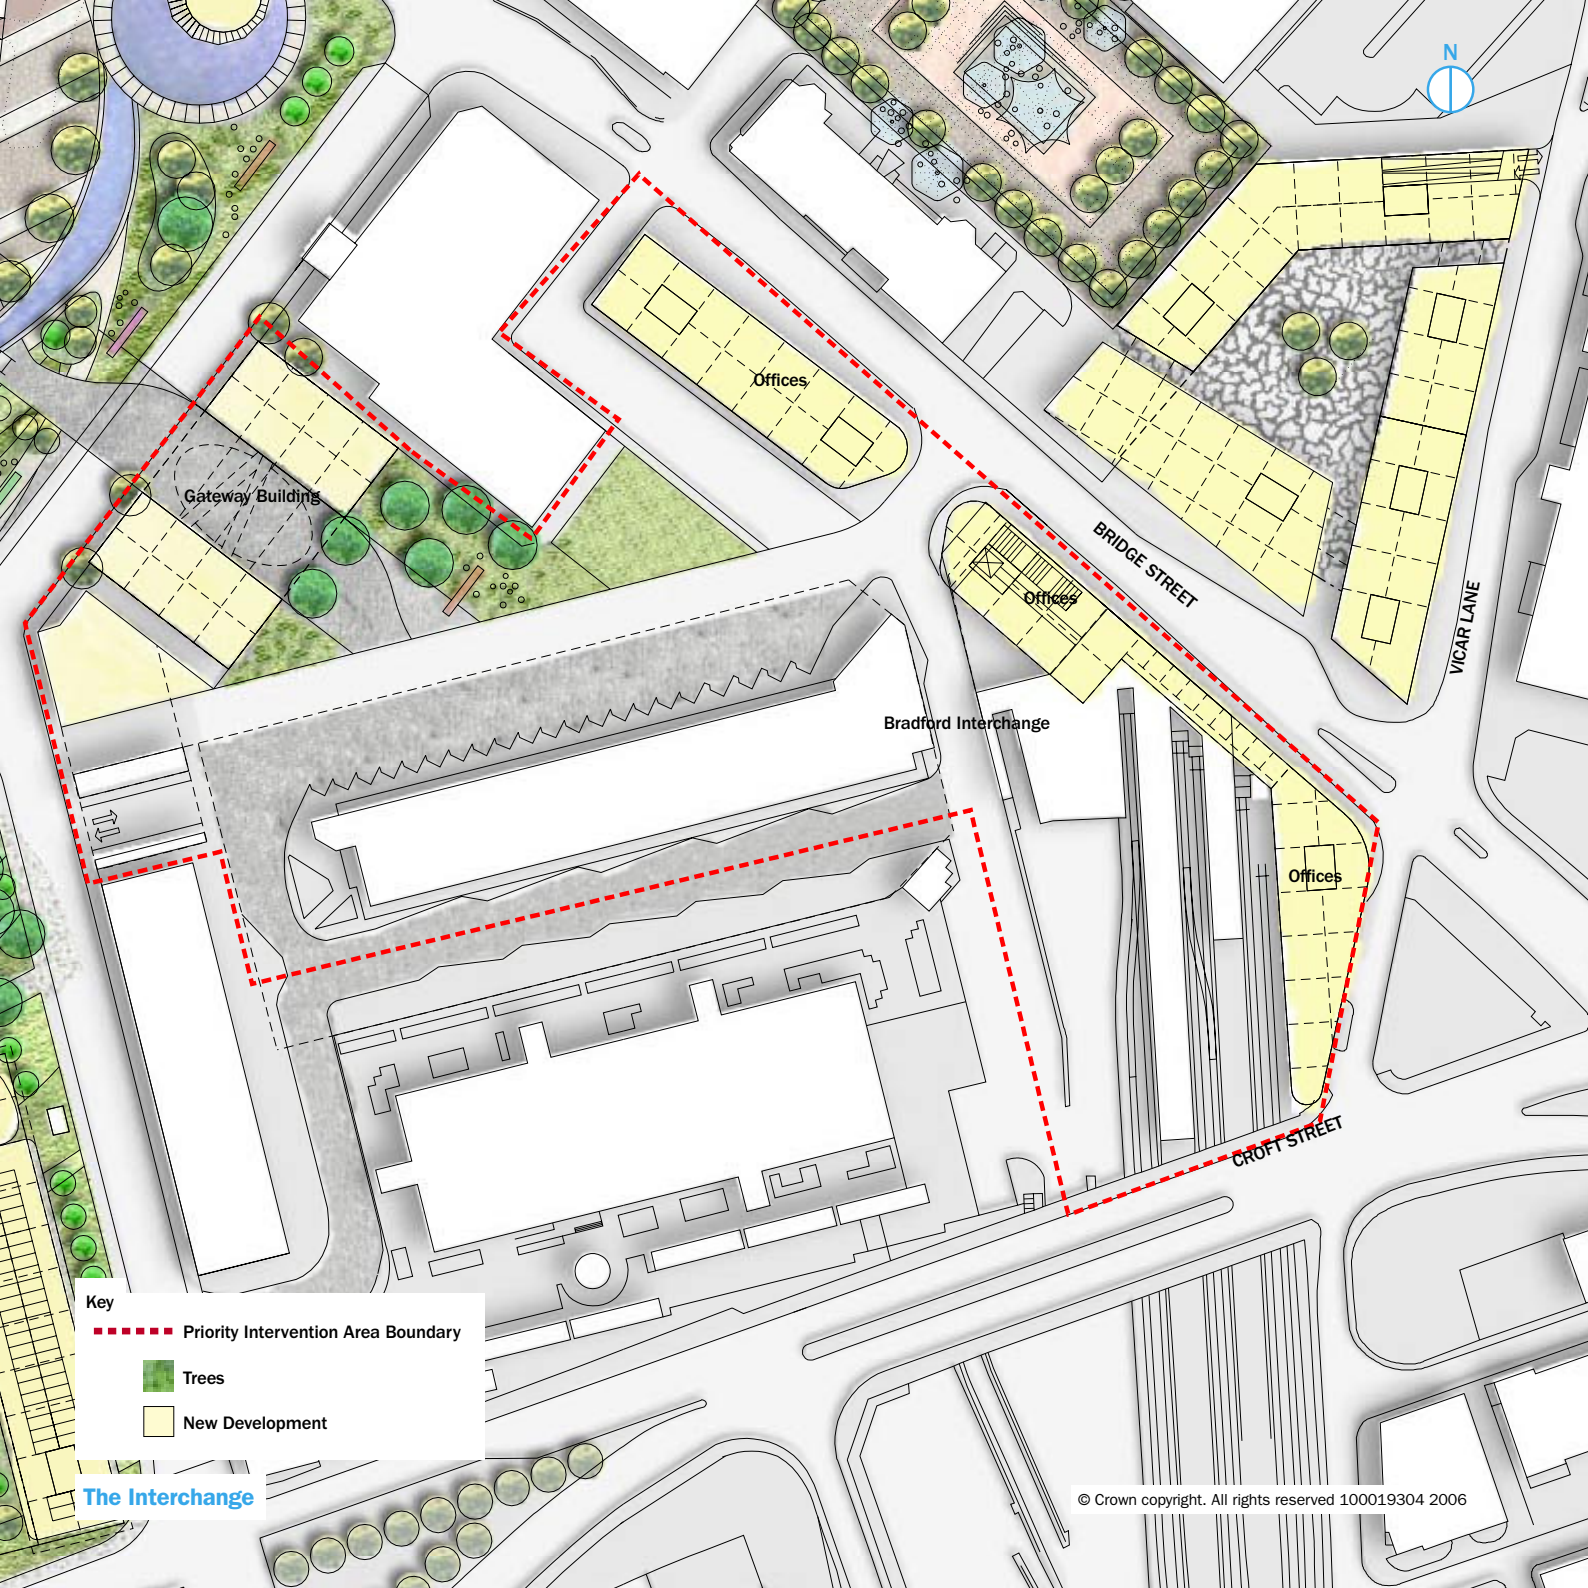 N
Offices
Gateway Building
BRIDGE STREET
Offices
VICAR LANE
Bradford Interchange
Offices
CROFT STREET
Key
Priority Intervention Area Boundary
Trees
New Development
The Interchange
© Crown copyright. All rights reserved 100019304 2006